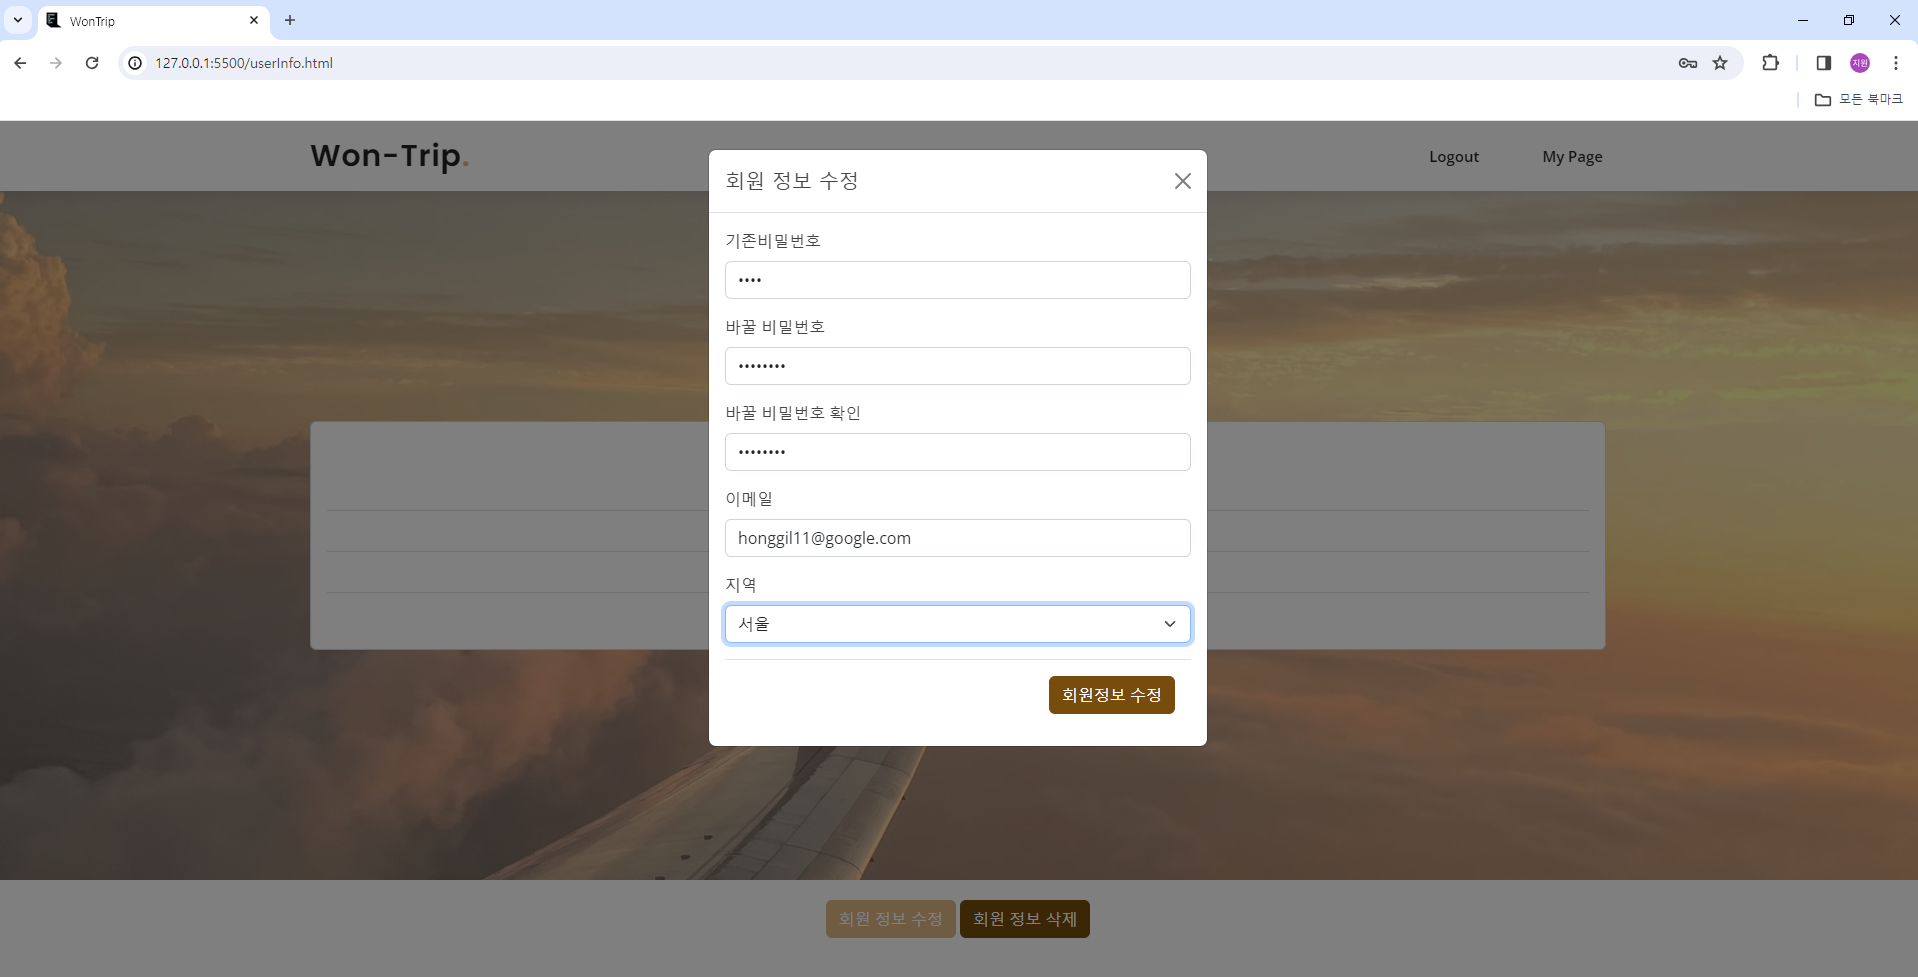 WonTrip
127.0.0.1:5500/userInfo.html
지원
모든 북마크
Won-Trip.
Logout
My Page
회원 정보 수정
기존비밀번호
••••
바꿀 비밀번호
••••••••
바꿀 비밀번호 확인
••••••••
이메일
honggil11@google.com
지역
서울
회원정보 수정
회원 정보 수정
회원 정보 삭제